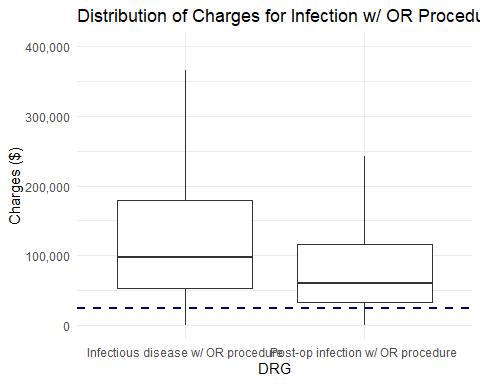 Distribution of Charges for Infection w/ OR Procedu
400,000
300,000
200,000
100,000
0
Charges ($)
Infectious disease w/ OR procedure
Post-op infection w/ OR procedure
DRG